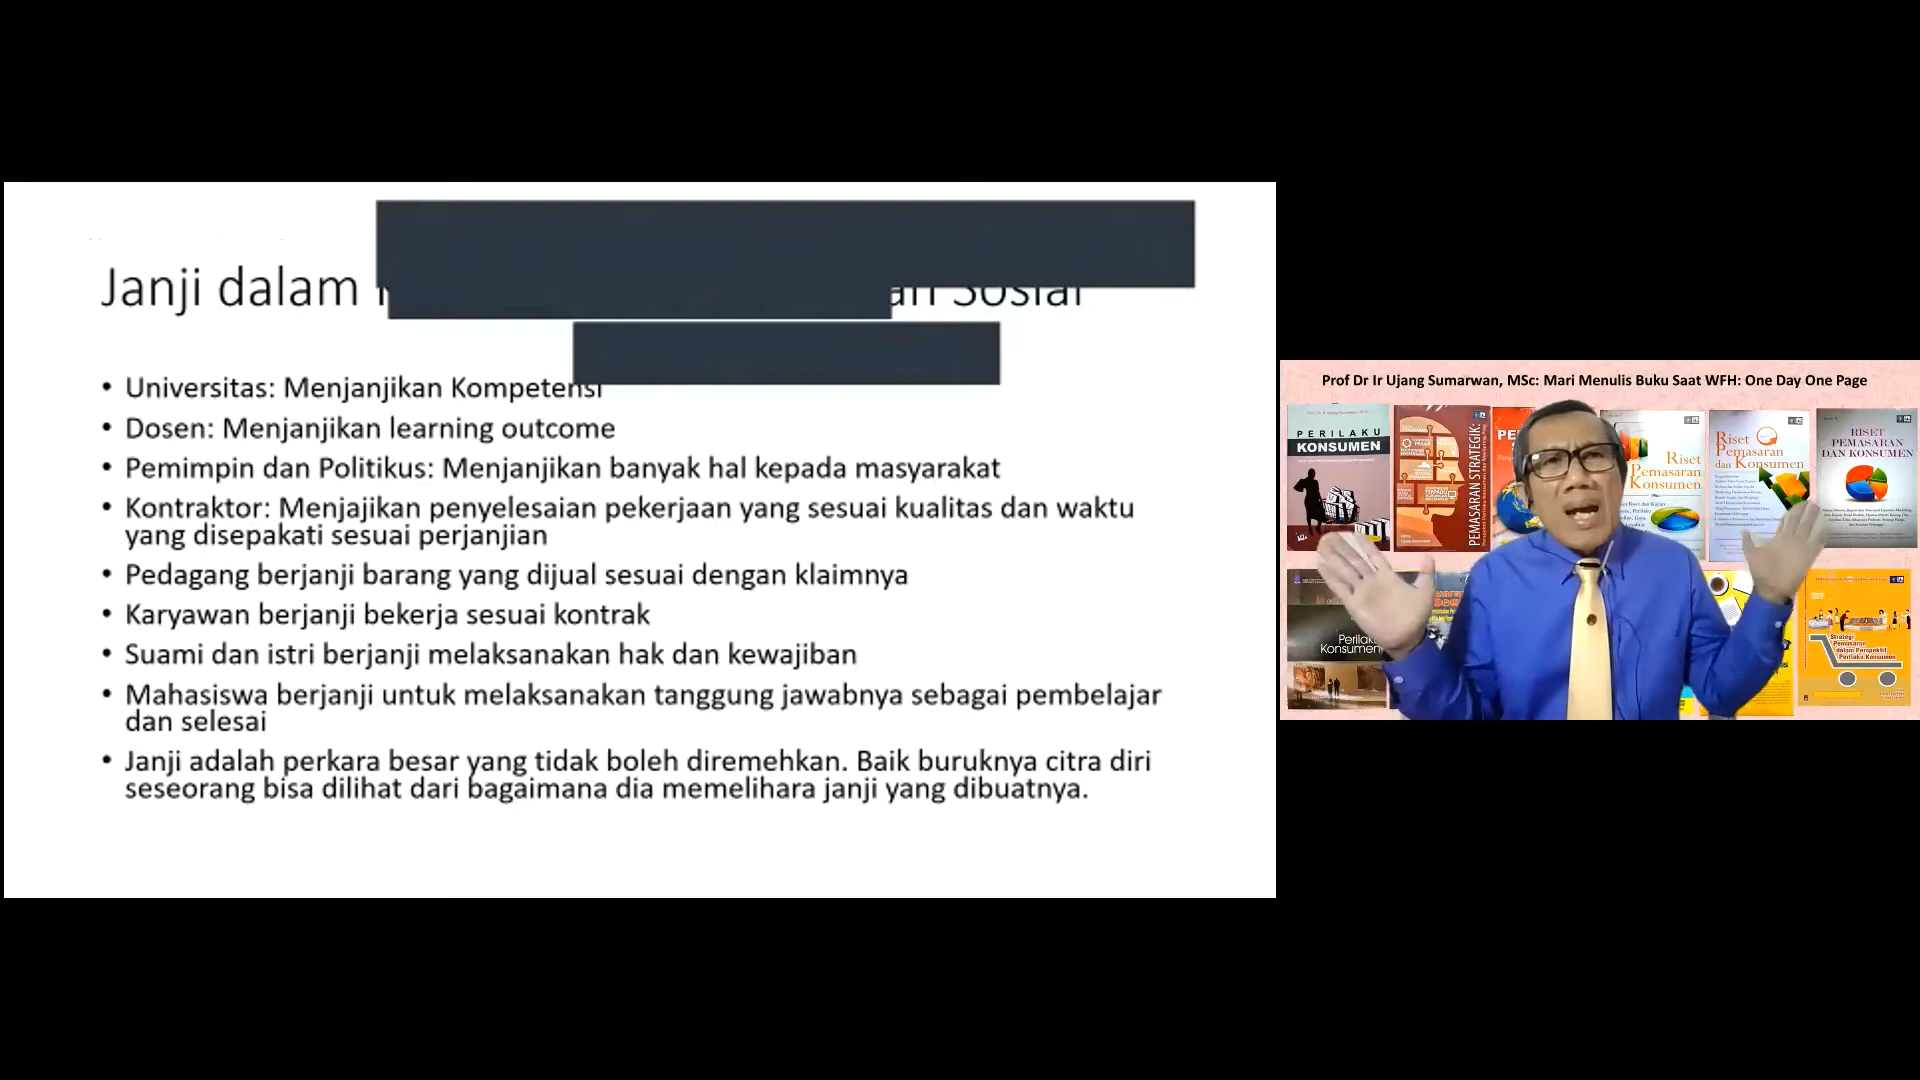 Janji dalam
Sosial
• Universitas: Menjanjikan Kompetensi
• Dosen: Menjanjikan learning outcome
• Pemimpin dan Politikus: Menjanjikan banyak hal kepada masyarakat
• Kontraktor: Menjajikan penyelesaian pekerjaan yang sesuai kualitas dan waktu
yang disepakati sesuai perjanjian
• Pedagang berjanji barang yang dijual sesuai dengan klaimnya
• Karyawan berjanji bekerja sesuai kontrak
• Suami dan istri berjanji melaksanakan hak dan kewajiban
• Mahasiswa berjanji untuk melaksanakan tanggung jawabnya sebagai pembelajar
dan selesai
• Janji adalah perkara besar yang tidak boleh diremehkan. Baik buruknya citra diri
seseorang bisa dilihat dari bagaimana dia memelihara janji yang dibuatnya.
Prof Dr Ir Ujang Sumarwan, MSc: Mari Menulis Buku Saat WFH: One Day One Page
PERILAKU
KONSUMEN
PEMASARAN STRATEGIK:
Riset
Pemasaran
Konsumen
Riset
Pemasaran
dan Konsumen
RISET
PEMASARAN
DAN KONSUMEN
Perilaku
Konsumen
Strategi
Pemasaran
dalam Perspektif
Perilaku Konsumen